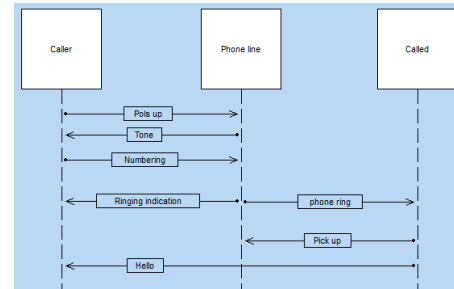 Caller
Phone line
Called
Pols up
Tone
Numbering
Ringing indication
phone ring
Pick up
Hello